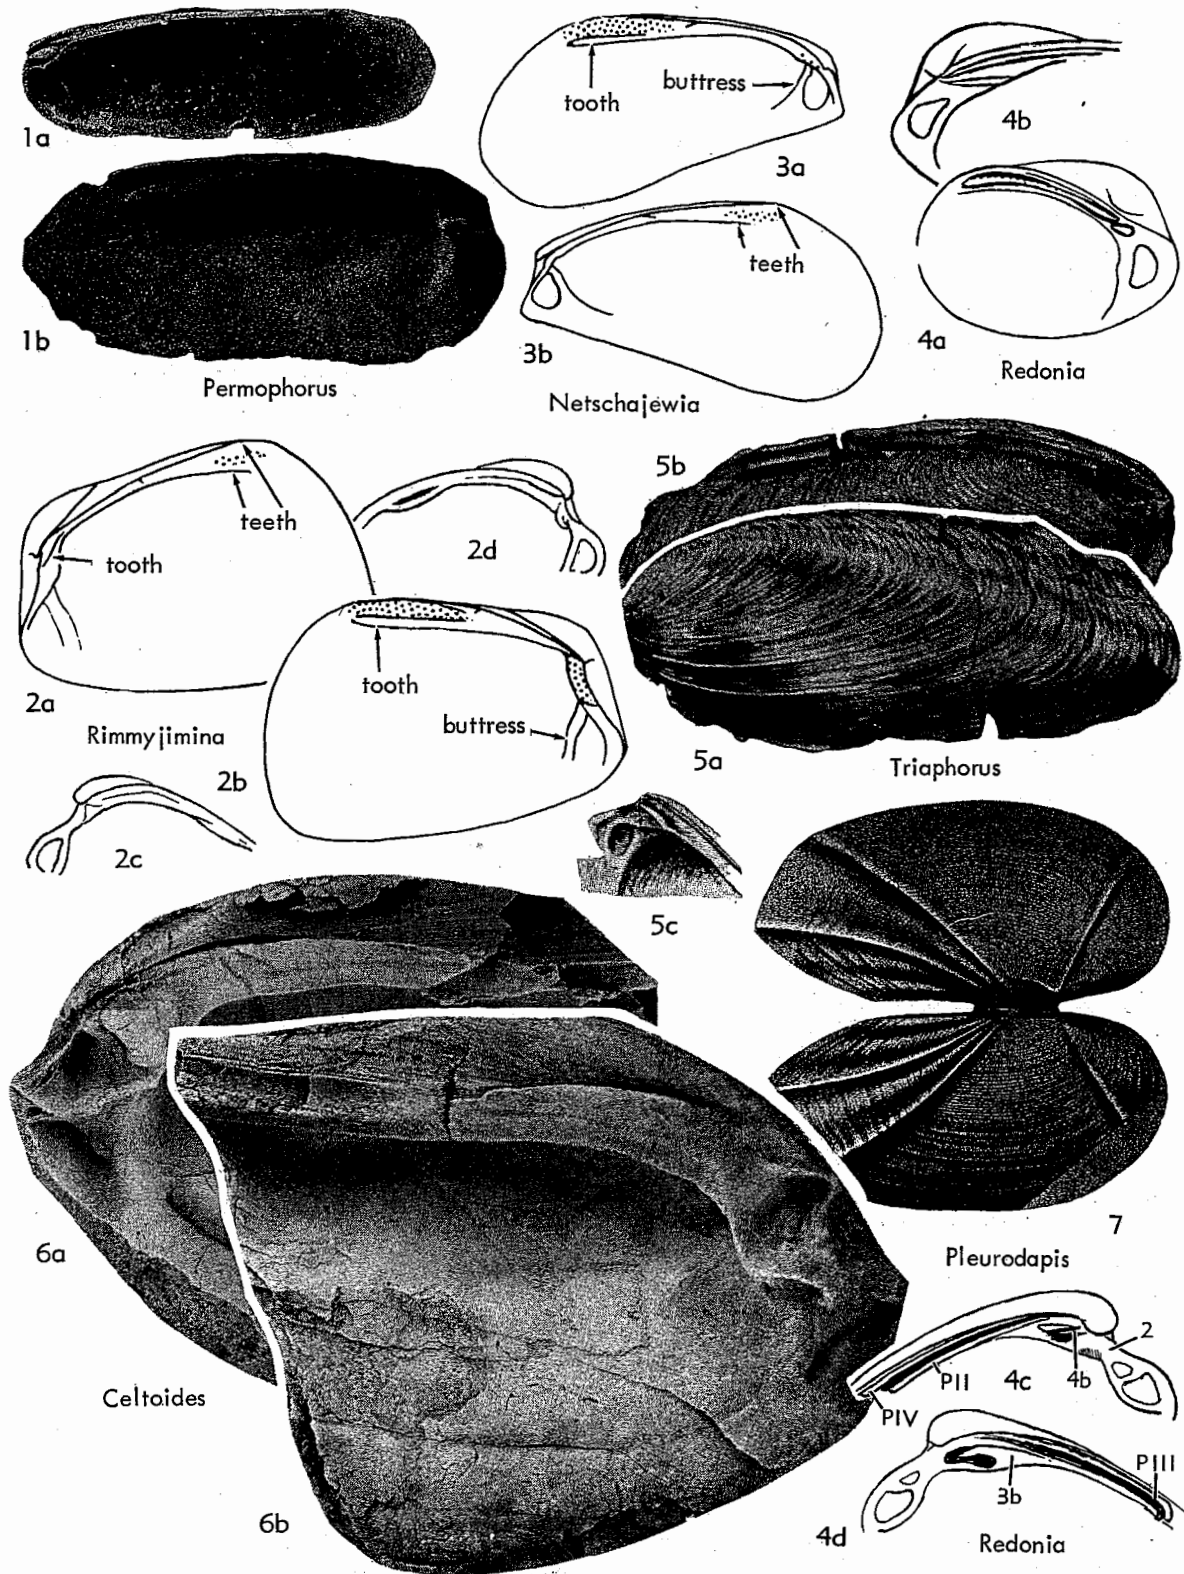 1a
1b
Permophorus
tooth
buttress
3a
teeth
3b
Netschajewia
4b
4a
Redonia
teeth
tooth
2a
Rimmyjimina
2d
tooth
buttress
2b
2c
5b
5a
Triaphorus
5c
6a
Celtoides
6b
7
Pleurodapis
2
PII
4c
4b
PIV
PIII
3b
4d
Redonia